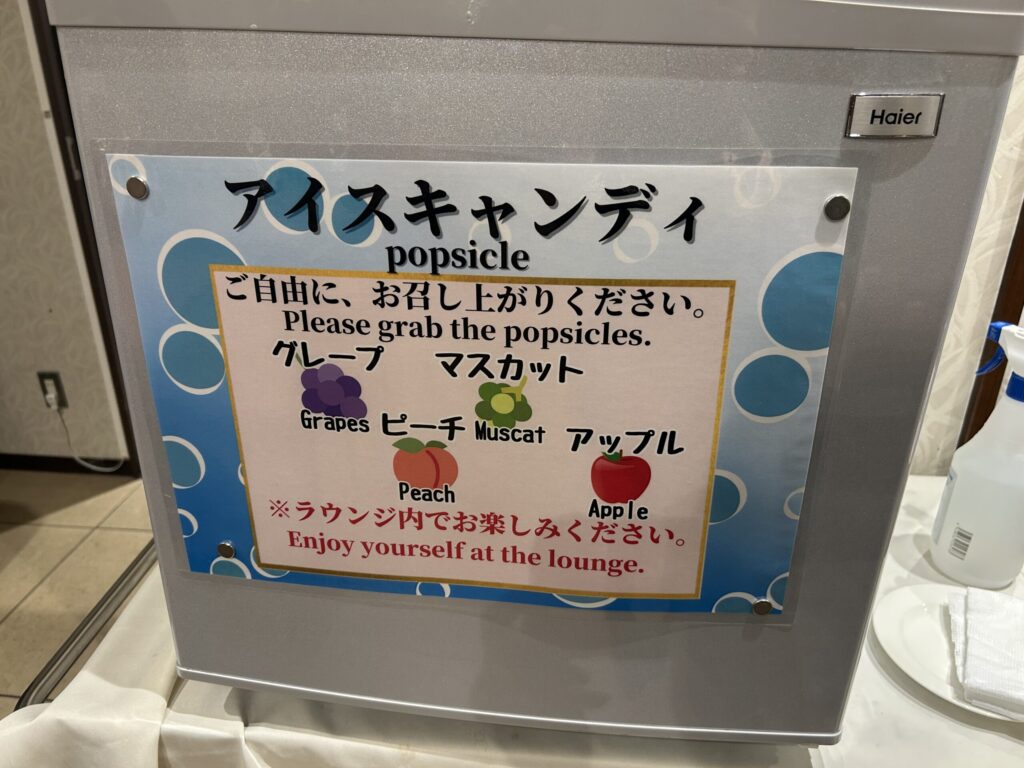 Haier
アイスキャンディ
popsicle
ご自由に、お召し上がりください。
Please grab the popsicles.
グレープ
Grapes
マスカット
Muscat
ピーチ
Peach
アップル
Apple
※ラウンジ内でお楽しみください。
Enjoy yourself at the lounge.